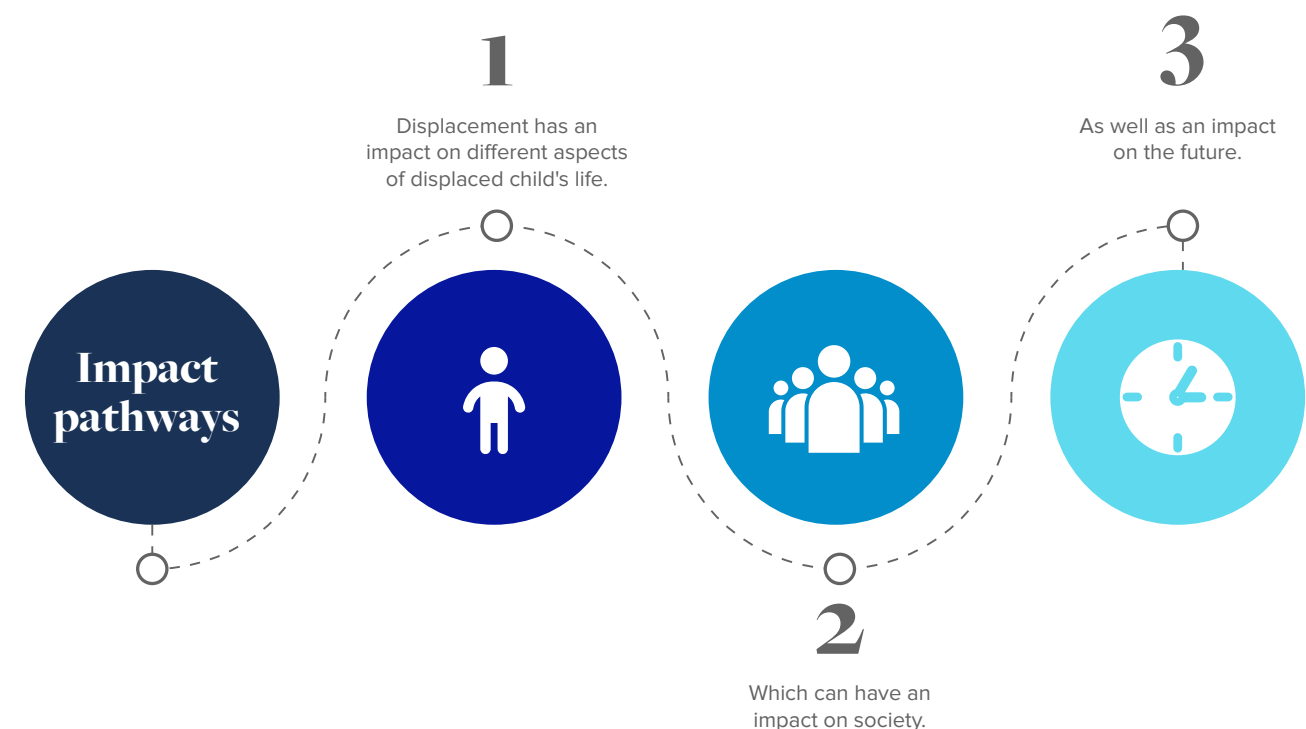 Impact
pathways
1
Displacement has an
impact on different aspects
of displaced child's life.
2
Which can have an
impact on society.
3
As well as an impact
on the future.